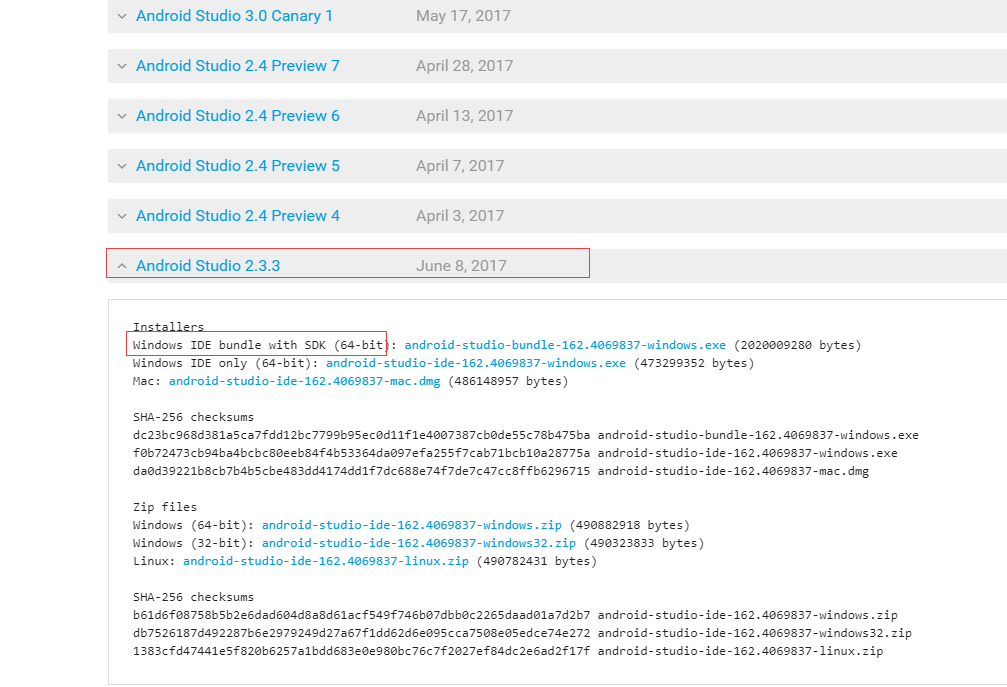 Android Studio 3.0 Canary 1 May 17, 2017
Android Studio 2.4 Preview 7 April 28, 2017
Android Studio 2.4 Preview 6 April 13, 2017
Android Studio 2.4 Preview 5 April 7, 2017
Android Studio 2.4 Preview 4 April 3, 2017
Android Studio 2.3.3 June 8, 2017
Installers
Windows IDE bundle with SDK (64-bit): android-studio-bundle-162.4069837-windows.exe (2020009280 bytes)
Windows IDE only (64-bit): android-studio-ide-162.4069837-windows.exe (473299352 bytes)
Mac: android-studio-ide-162.4069837-mac.dmg (486148957 bytes)
SHA-256 checksums
dc23bc968d381a5ca7fdd12bc7799b95ec0d11f1e4007387cb0de55c78b475ba android-studio-bundle-162.4069837-windows.exe
f0b72473cb94ba4bcbc80eeb84f4b53364da097efa255f7cab71bcb10a28775a android-studio-ide-162.4069837-windows.exe
da0d39221b8cb7b4b5cbe483dd4174dd1f7dc688e74f7de7c47cc8ffb6296715 android-studio-ide-162.4069837-mac.dmg
Zip files
Windows (64-bit): android-studio-ide-162.4069837-windows.zip (490882918 bytes)
Windows (32-bit): android-studio-ide-162.4069837-windows32.zip (490323833 bytes)
Linux: android-studio-ide-162.4069837-linux.zip (490782431 bytes)
SHA-256 checksums
b61d6f08758b5b2e6dad604d8a8d61acf549f746b07dbb0c2265daad01a7d2b7 android-studio-ide-162.4069837-windows.zip
db7526187d492287b6e2979249d27a67f1dd62d6e095cca7508e05edce74e272 android-studio-ide-162.4069837-windows32.zip
1383cfd47441e5f820b6257a1bdd683e0e980bc76c7f2027ef84dc2e6ad2f17f android-studio-ide-162.4069837-linux.zip